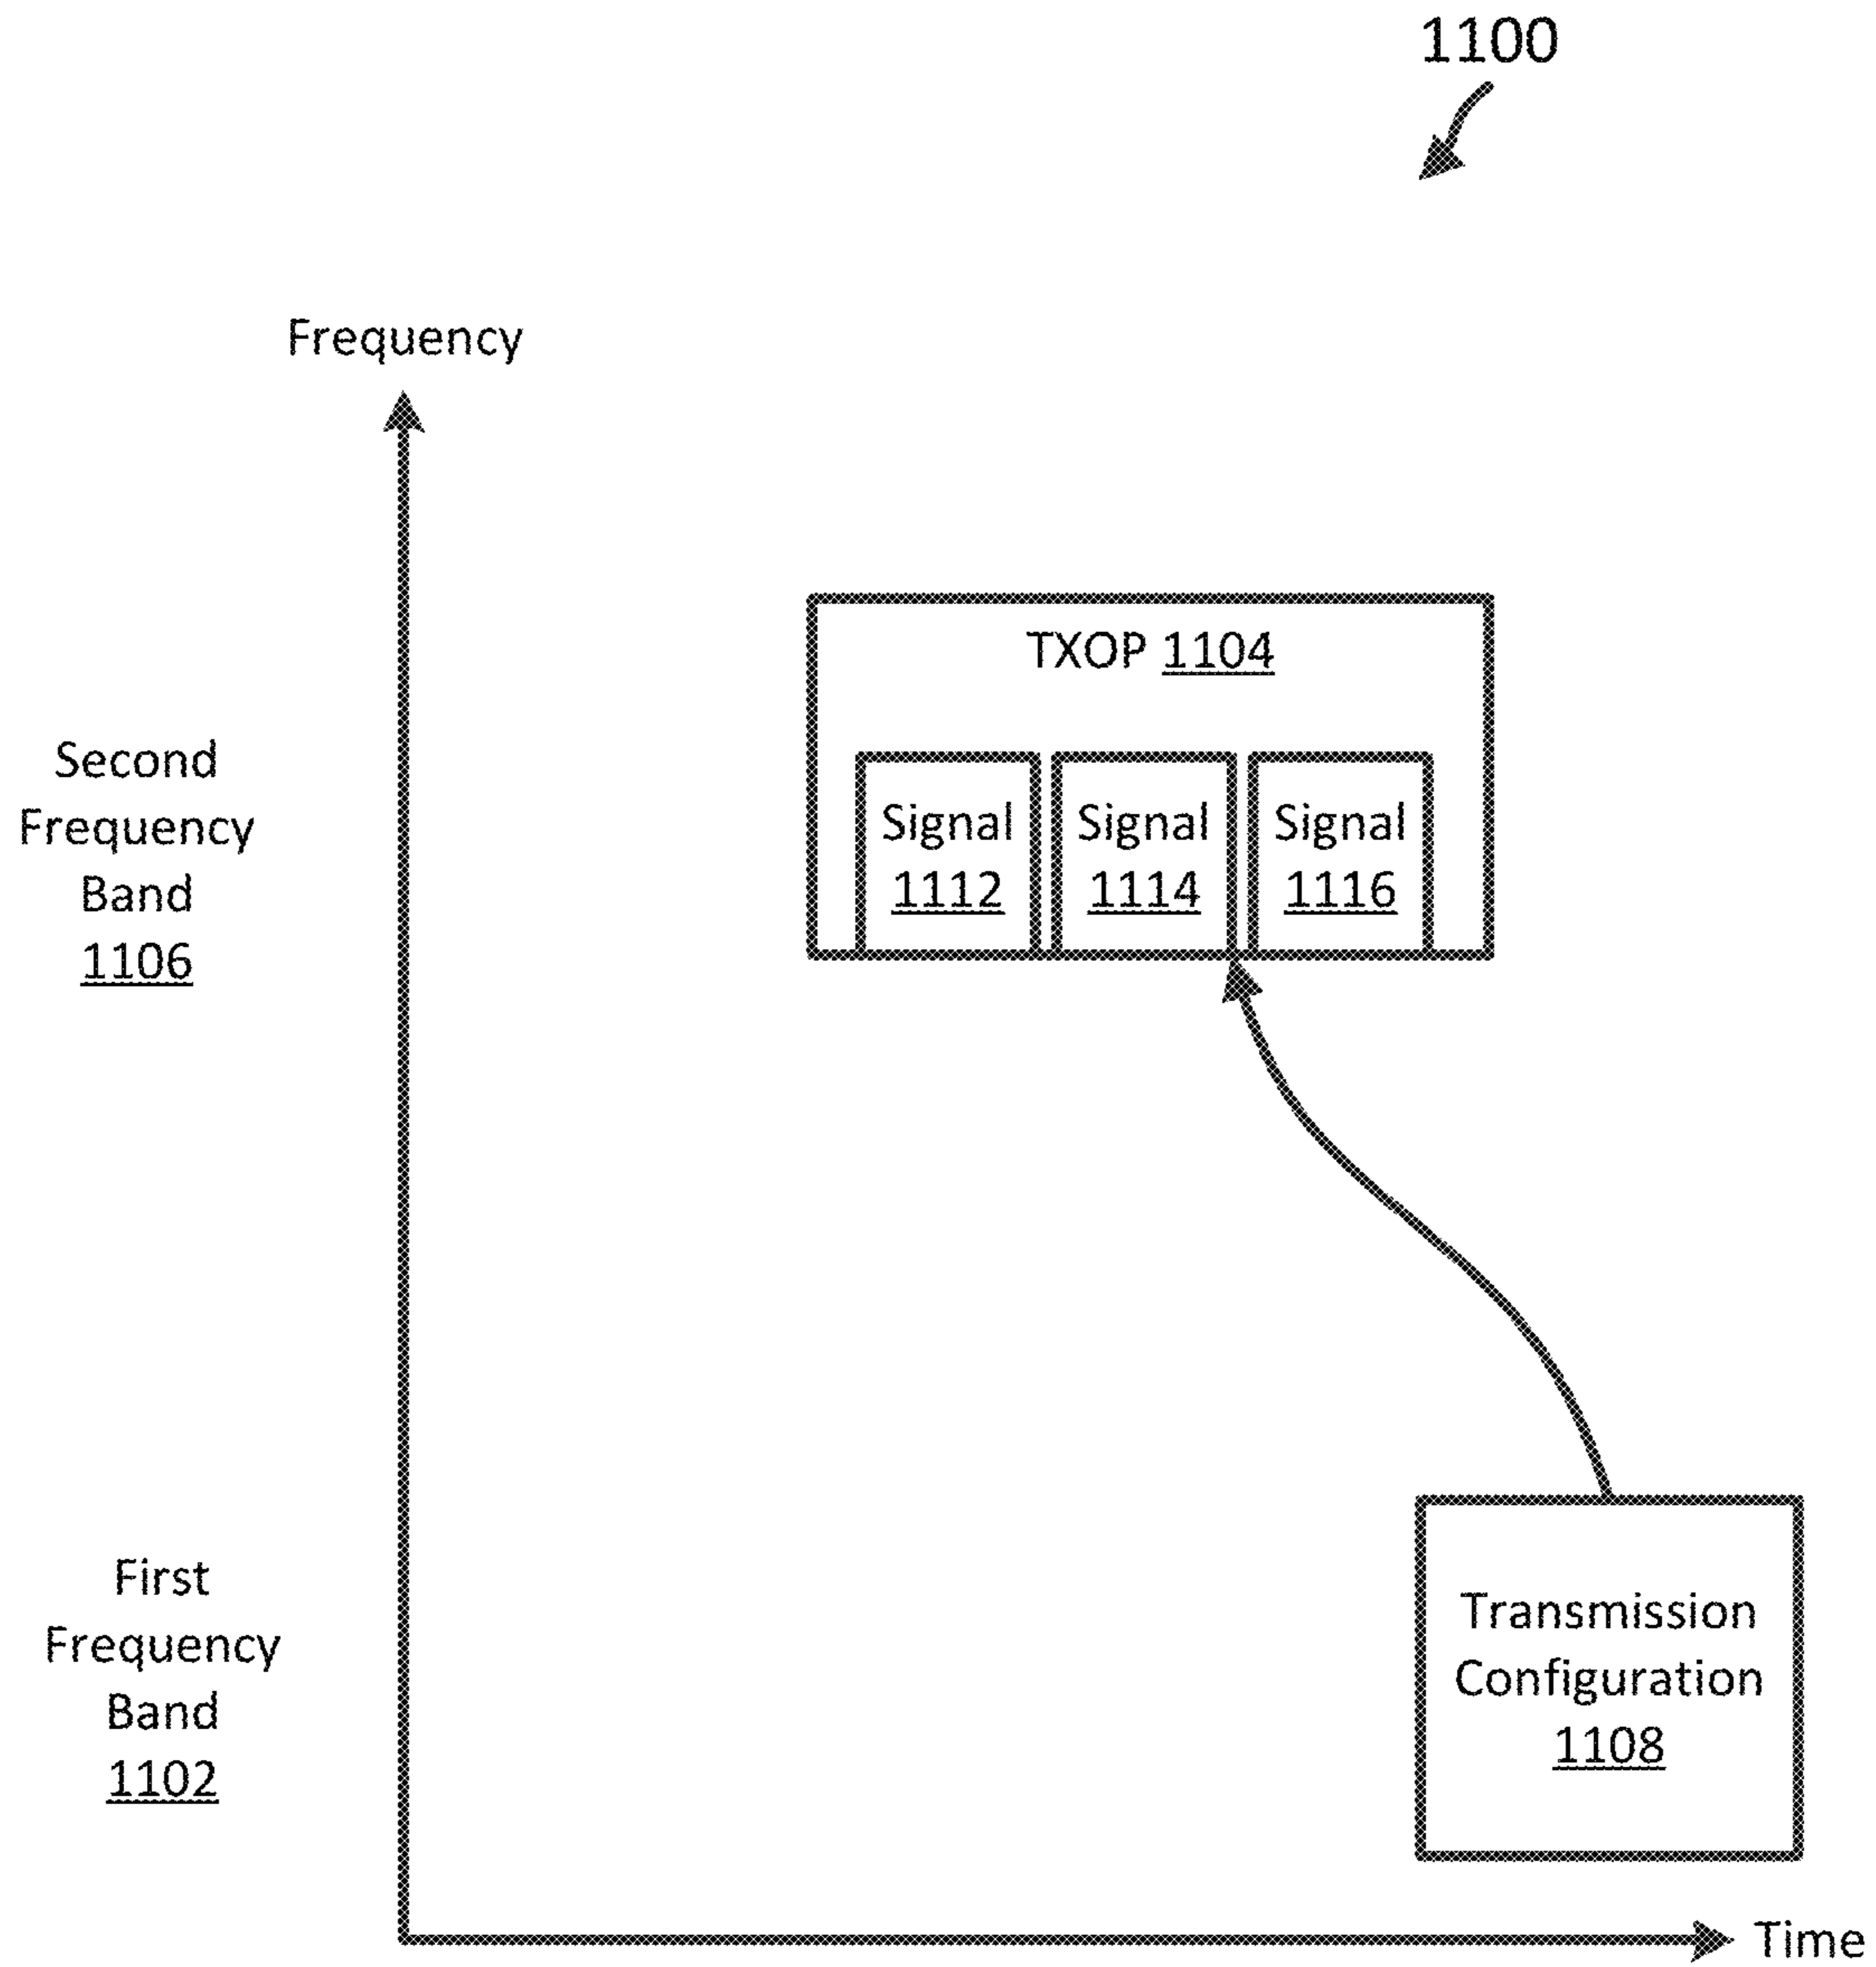 1100
Frequency
TXOP 1104
Second
Frequency
Band
1106
Signal
1112
Signal
1114
Signal
1116
First
Frequency
Band
1102
Transmission
Configuration
1108
Time